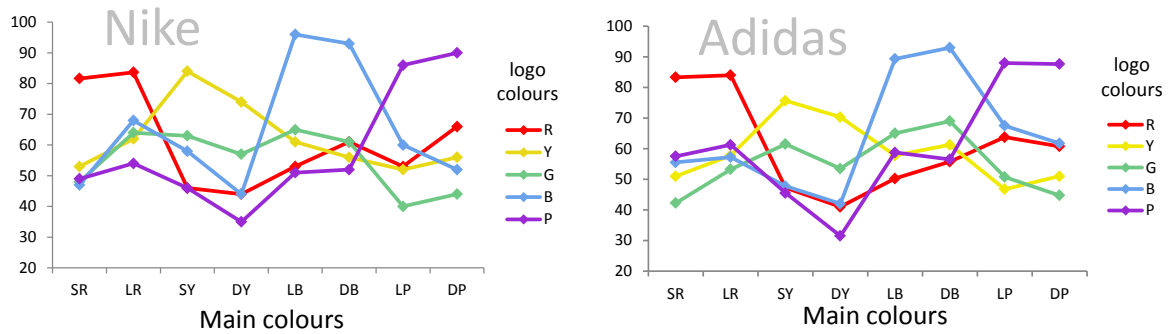 Nike
100
90
80
70
60
50
40
30
20
SR LR SY DY LB DB LP DP
Main colours
logo
colours
R
Y
G
B
P
Adidas
100
90
80
70
60
50
40
30
20
SR LR SY DY LB DB LP DP
Main colours
logo
colours
R
Y
G
B
P